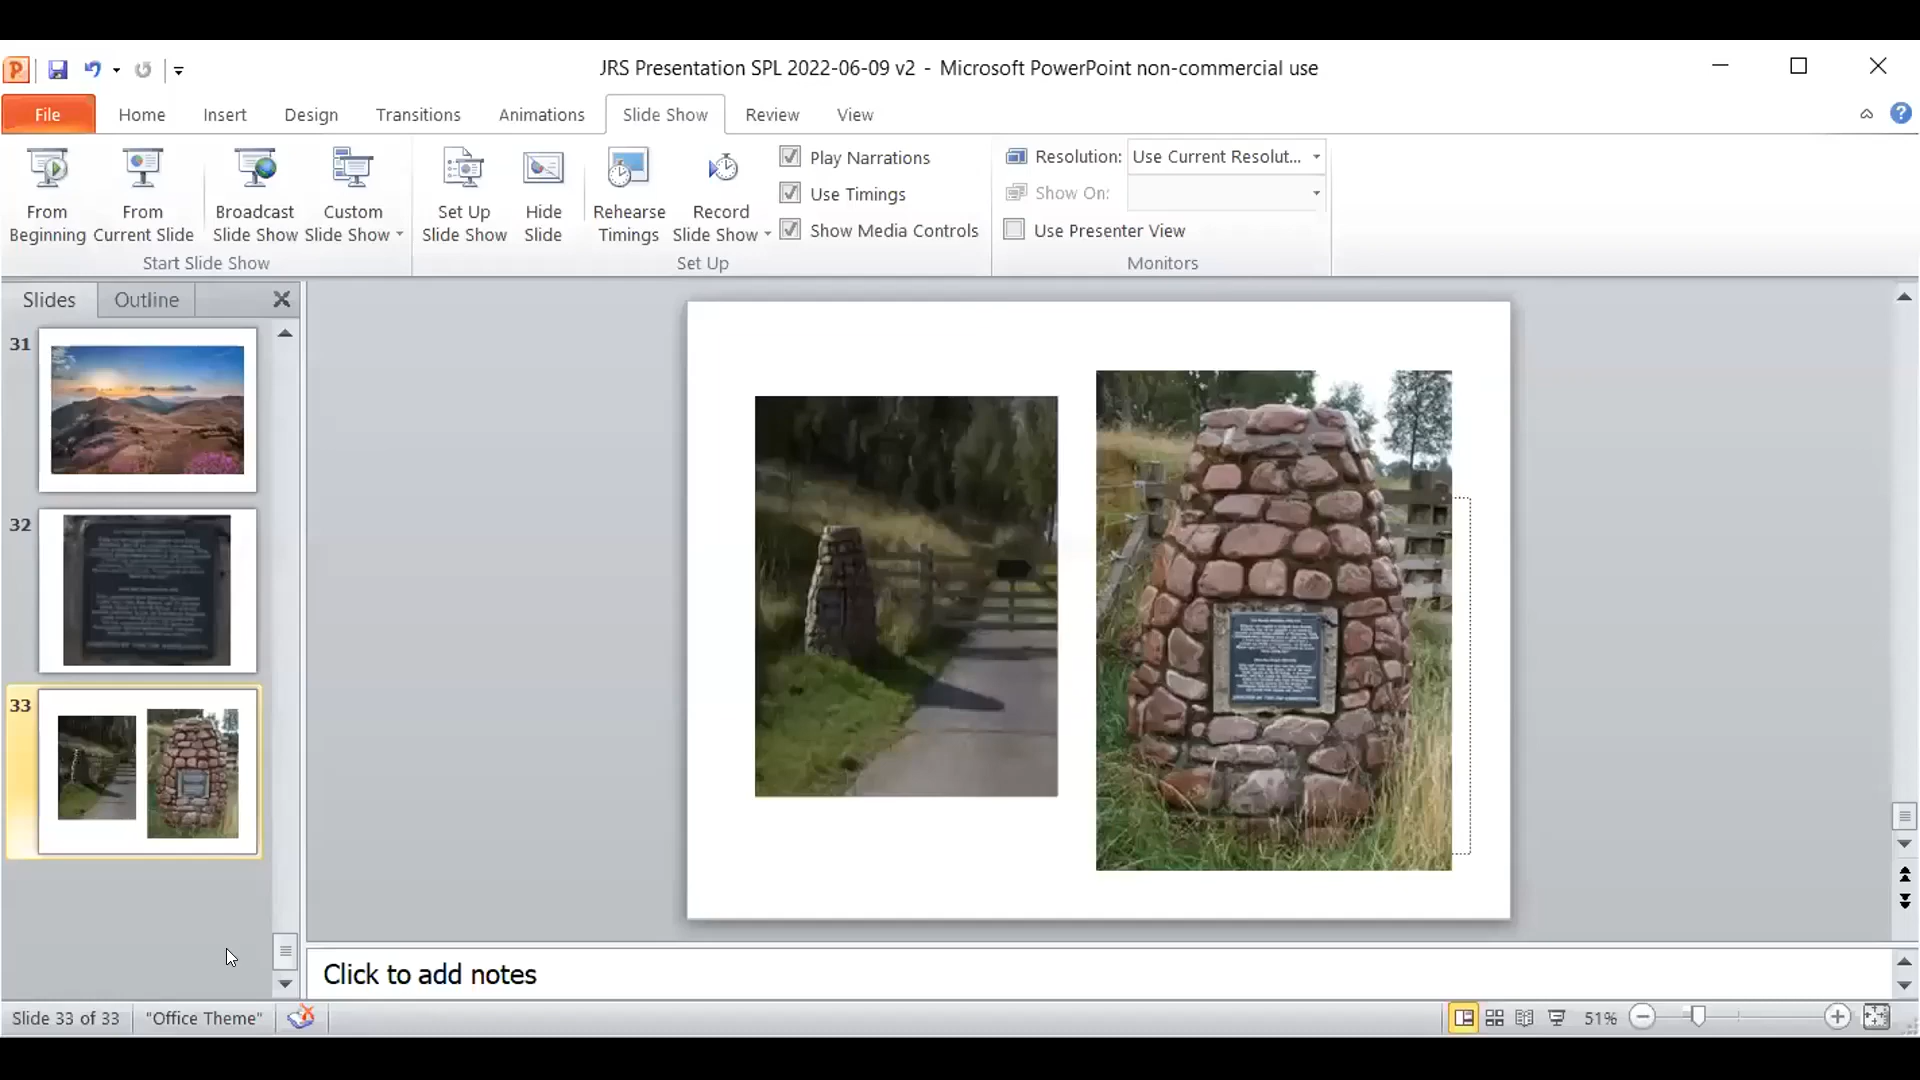 JRS Presentation SPL 2022-06-09 v2 - Microsoft PowerPoint non-commercial use
File Home Insert Design Transitions Animations Slide Show Review View
From Beginning
From Current Slide
Broadcast Slide Show
Custom Slide Show
Start Slide Show
Set Up Slide Show
Hide Slide
Rehearse Timings
Record Slide Show
Play Narrations
Use Timings
Show Media Controls
Set Up
Resolution: Use Current Resolut...
Show On:
Use Presenter View
Monitors
Slides Outline
31
32
33
Click to add notes
Slide 33 of 33 "Office Theme" 51%